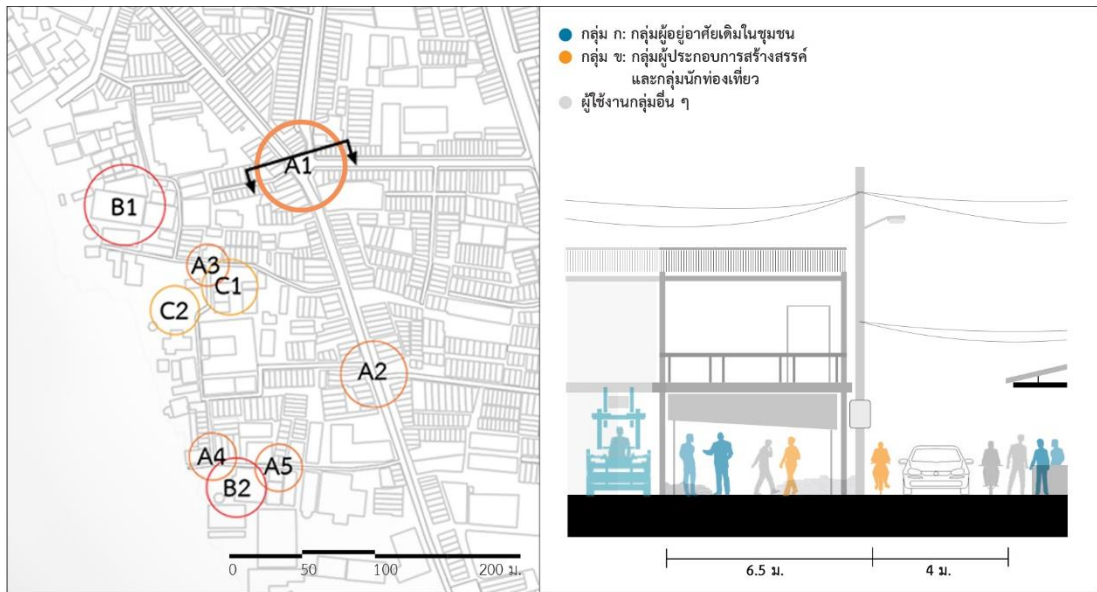 A1
B1
A3
C1
C2
A2
A4
A5
B2
0 50 100 200 ม.
กลุ่ม ก: กลุ่มผู้อยู่อาศัยเดิมในชุมชน
กลุ่ม ข: กลุ่มผู้ประกอบการสร้างสรรค์
และกลุ่มนักท่องเที่ยว
ผู้ใช้งานกลุ่มอื่น ๆ
6.5 ม. 4 ม.